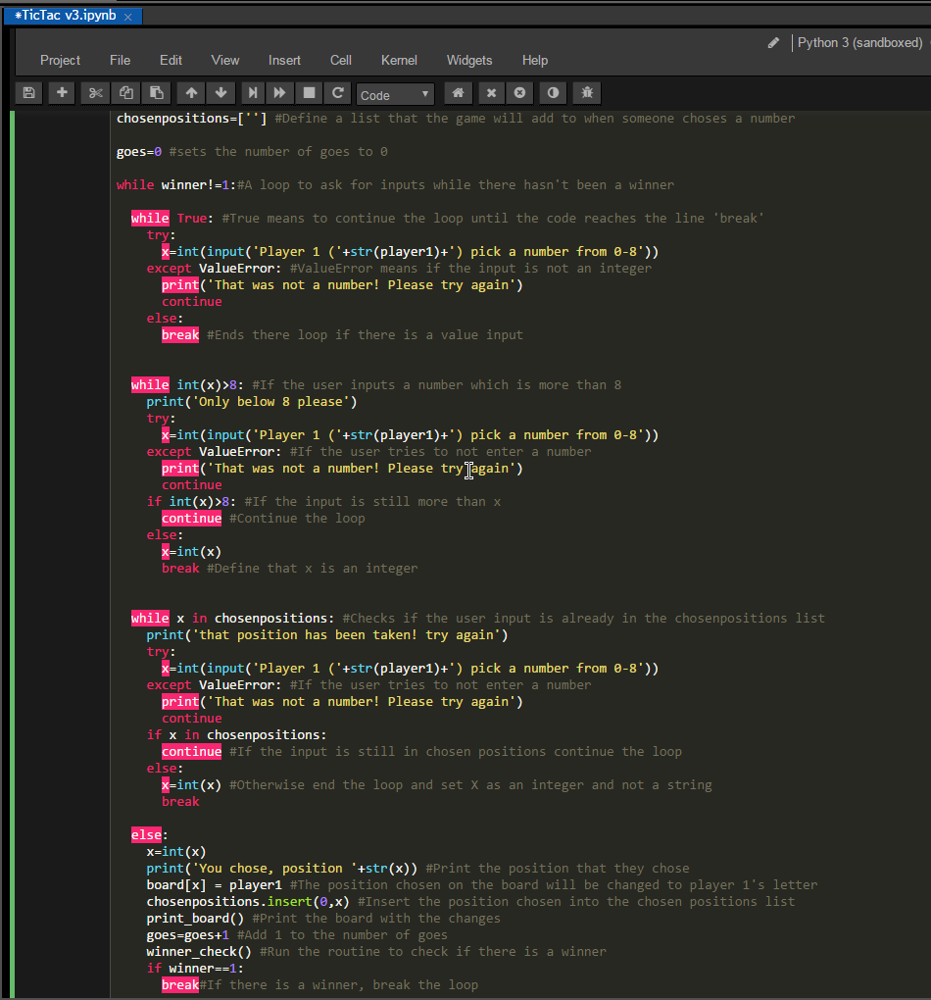 *TicTac v3.ipynb ×
Python 3 (sandboxed)
Project File Edit View Insert Cell Kernel Widgets Help
Code
chosenpositions=[''] #Define a list that the game will add to when someone choses a number
goes=0 #sets the number of goes to 0
while winner!=1:#A loop to ask for inputs while there hasn't been a winner
while True: #True means to continue the loop until the code reaches the line 'break'
try:
x=int(input('Player 1 ('+str(player1)+') pick a number from 0-8'))
except ValueError: #ValueError means if the input is not an integer
print('That was not a number! Please try again')
continue
else:
break #Ends there loop if there is a value input
while int(x)>8: #If the user inputs a number which is more than 8
print('Only below 8 please')
try:
x=int(input('Player 1 ('+str(player1)+') pick a number from 0-8'))
except ValueError: #If the user tries to not enter a number
print('That was not a number! Please try again')
continue
if int(x)>8: #If the input is still more than x
continue #Continue the loop
else:
x=int(x)
break #Define that x is an integer
while x in chosenpositions: #Checks if the user input is already in the chosenpositions list
print('that position has been taken! try again')
try:
x=int(input('Player 1 ('+str(player1)+') pick a number from 0-8'))
except ValueError: #If the user tries to not enter a number
print('That was not a number! Please try again')
continue
if x in chosenpositions:
continue #If the input is still in chosen positions continue the loop
else:
x=int(x) #Otherwise end the loop and set X as an integer and not a string
break
else:
x=int(x)
print('You chose, position '+str(x)) #Print the position that they chose
board[x] = player1 #The position chosen on the board will be changed to player 1's letter
chosenpositions.insert(0,x) #Insert the position chosen into the chosen positions list
print_board() #Print the board with the changes
goes=goes+1 #Add 1 to the number of goes
winner_check() #Run the routine to check if there is a winner
if winner==1:
break#If there is a winner, break the loop